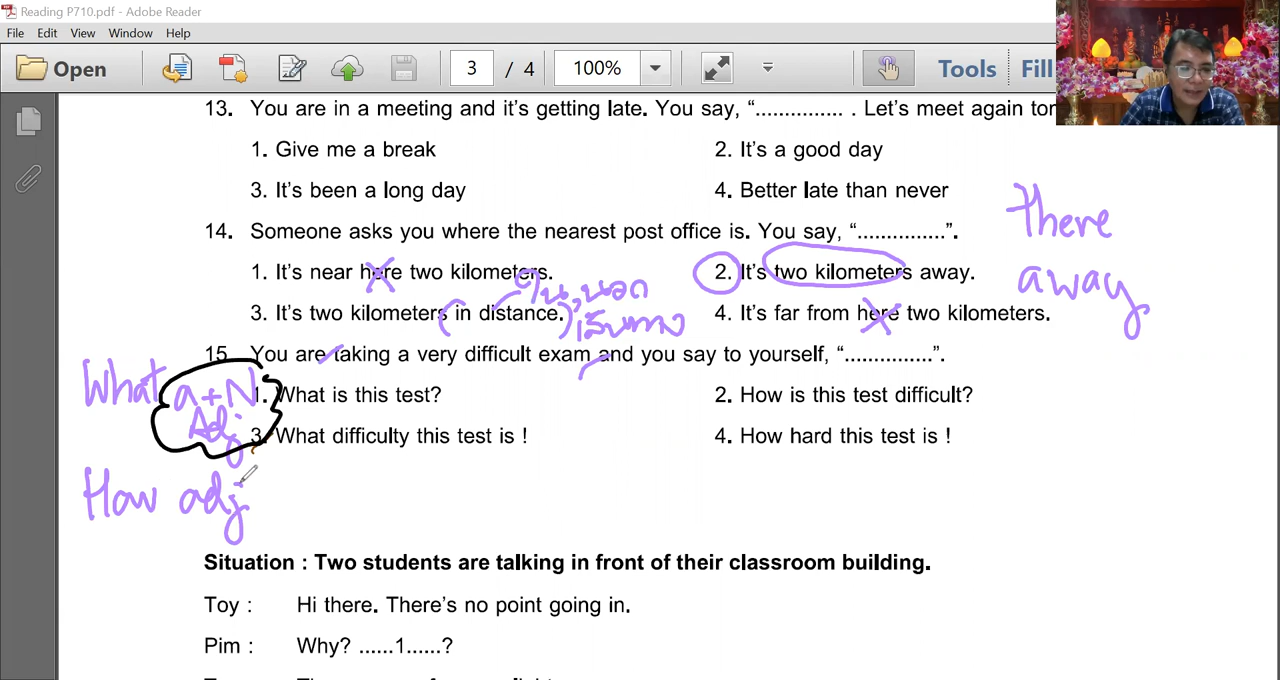 Reading P710.pdf - Adobe Reader
File Edit View Window Help
Open 3 / 4 100% Tools Fill
13. You are in a meeting and it's getting late. You say, “............... . Let's meet again tor
1. Give me a break 2. It's a good day
3. It's been a long day 4. Better late than never
there
14. Someone asks you where the nearest post office is. You say, “...............”.
1. It's near here two kilometers. 2. It's two kilometers away.
away
3. It's two kilometers in distance. 4. It's far from here two kilometers.
15. You are taking a very difficult exam and you say to yourself, “...............”.
What a+N
Adj
1. What is this test? 2. How is this test difficult?
3. What difficulty this test is ! 4. How hard this test is !
How adj
Situation : Two students are talking in front of their classroom building.
Toy : Hi there. There's no point going in.
Pim : Why? ......1......?